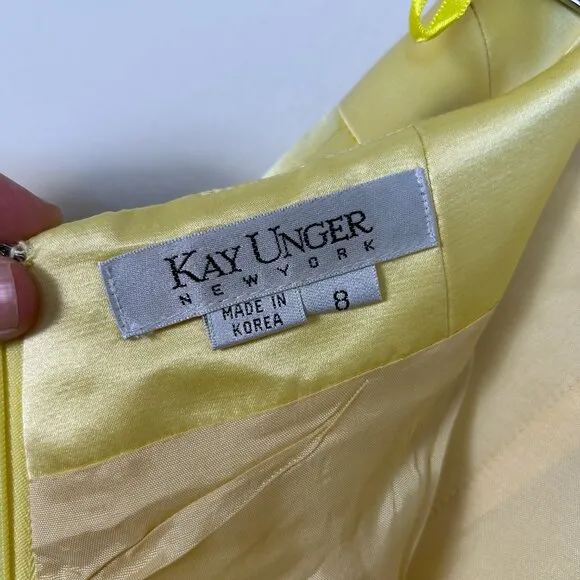 KAY UNGER
NEW YORK
MADE IN
KOREA
8